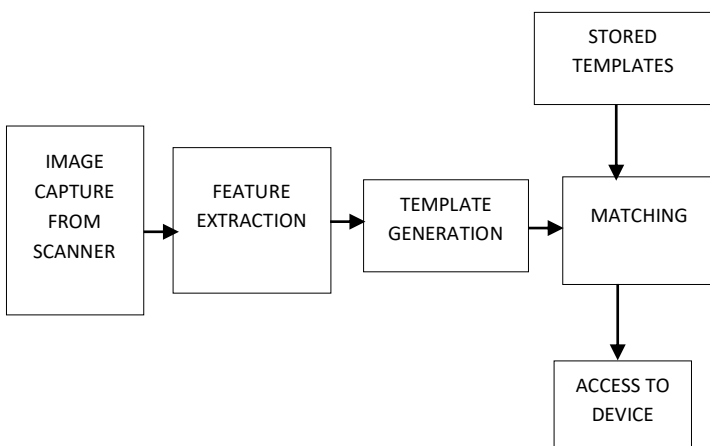 STORED
TEMPLATES
IMAGE
CAPTURE
FROM
SCANNER
FEATURE
EXTRACTION
TEMPLATE
GENERATION
MATCHING
ACCESS TO
DEVICE